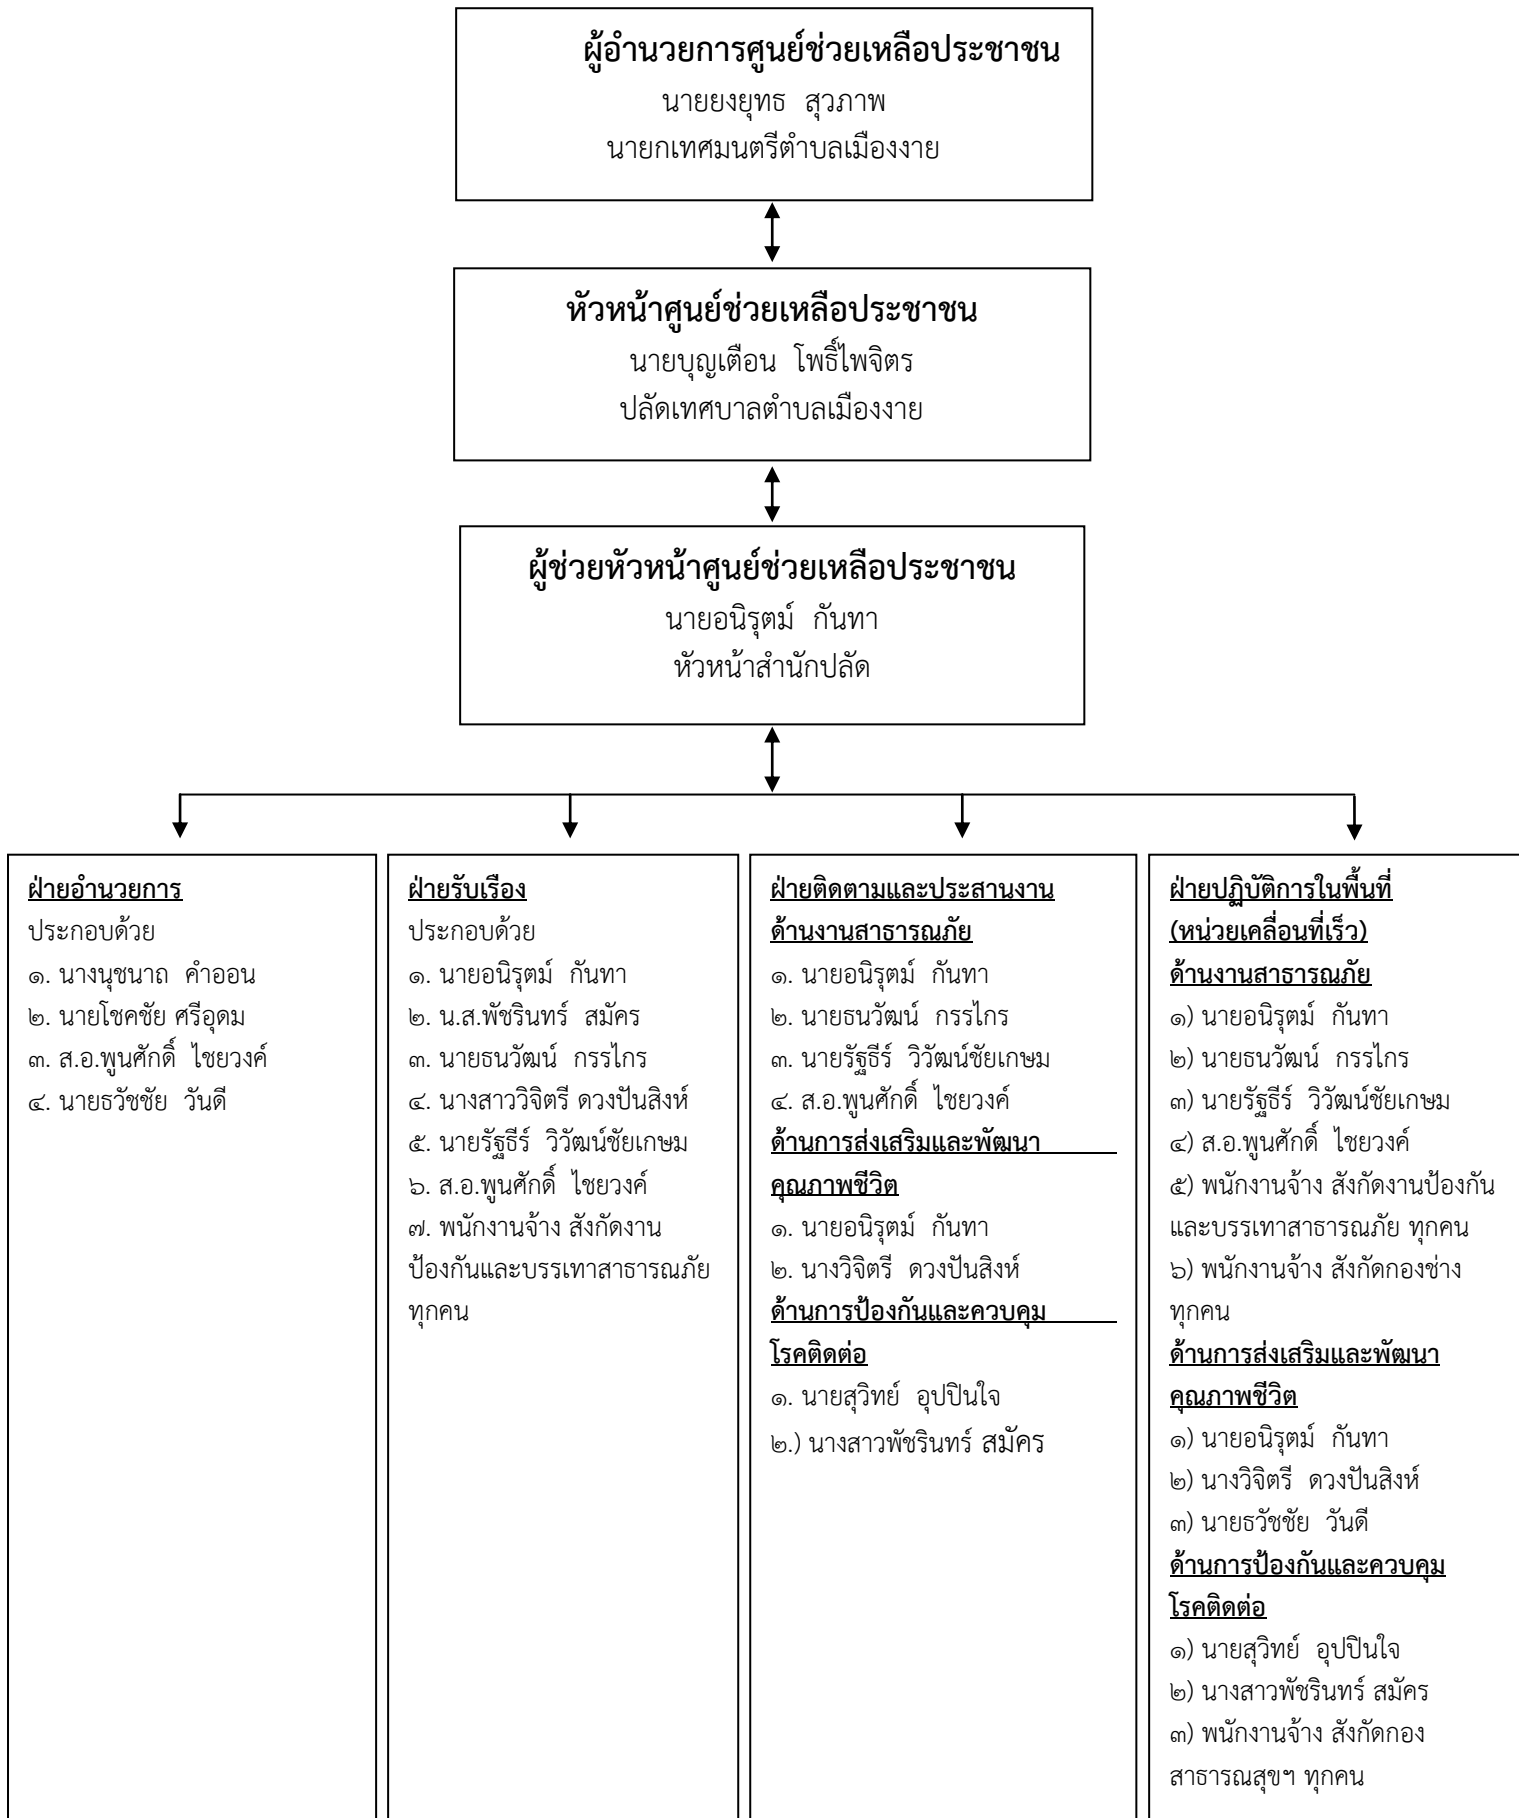 ผู้อำนวยการศูนย์ช่วยเหลือประชาชน
นายยงยุทธ สุวภาพ
นายกเทศมนตรีตำบลเมืองงาย
หัวหน้าศูนย์ช่วยเหลือประชาชน
นายบุญเตือน โพธิ์ไพจิตร
ปลัดเทศบาลตำบลเมืองงาย
ผู้ช่วยหัวหน้าศูนย์ช่วยเหลือประชาชน
นายอนิรุตม์ กันทา
หัวหน้าสำนักปลัด
ฝ่ายอำนวยการ
ประกอบด้วย
๑. นางนุชนาถ คำออน
๒. นายโชคชัย ศรีอุดม
๓. ส.อ.พูนศักดิ์ ไชยวงค์
๔. นายธวัชชัย วันดี
ฝ่ายรับเรื่อง
ประกอบด้วย
๑. นายอนิรุตม์ กันทา
๒. น.ส.พัชรินทร์ สมัคร
๓. นายธนวัฒน์ กรรไกร
๔. นางสาววิจิตรี ดวงปันสิงห์
๕. นายรัฐธีร์ วิวัฒน์ชัยเกษม
๖. ส.อ.พูนศักดิ์ ไชยวงค์
๗. พนักงานจ้าง สังกัดงาน
ป้องกันและบรรเทาสาธารณภัย
ทุกคน
ฝ่ายติดตามและประสานงาน
ด้านงานสาธารณภัย
๑. นายอนิรุตม์ กันทา
๒. นายธนวัฒน์ กรรไกร
๓. นายรัฐธีร์ วิวัฒน์ชัยเกษม
๔. ส.อ.พูนศักดิ์ ไชยวงค์
ด้านการส่งเสริมและพัฒนา
คุณภาพชีวิต
๑. นายอนิรุตม์ กันทา
๒. นางวิจิตรี ดวงปันสิงห์
ด้านการป้องกันและควบคุม
โรคติดต่อ
๑. นายสุวิทย์ อุปปินใจ
๒.) นางสาวพัชรินทร์ สมัคร
ฝ่ายปฏิบัติการในพื้นที่
(หน่วยเคลื่อนที่เร็ว)
ด้านงานสาธารณภัย
๑) นายอนิรุตม์ กันทา
๒) นายธนวัฒน์ กรรไกร
๓) นายรัฐธีร์ วิวัฒน์ชัยเกษม
๔) ส.อ.พูนศักดิ์ ไชยวงค์
๕) พนักงานจ้าง สังกัดงานป้องกัน
และบรรเทาสาธารณภัย ทุกคน
๖) พนักงานจ้าง สังกัดกองช่าง
ทุกคน
ด้านการส่งเสริมและพัฒนา
คุณภาพชีวิต
๑) นายอนิรุตม์ กันทา
๒) นางวิจิตรี ดวงปันสิงห์
๓) นายธวัชชัย วันดี
ด้านการป้องกันและควบคุม
โรคติดต่อ
๑) นายสุวิทย์ อุปปินใจ
๒) นางสาวพัชรินทร์ สมัคร
๓) พนักงานจ้าง สังกัดกอง
สาธารณสุขฯ ทุกคน